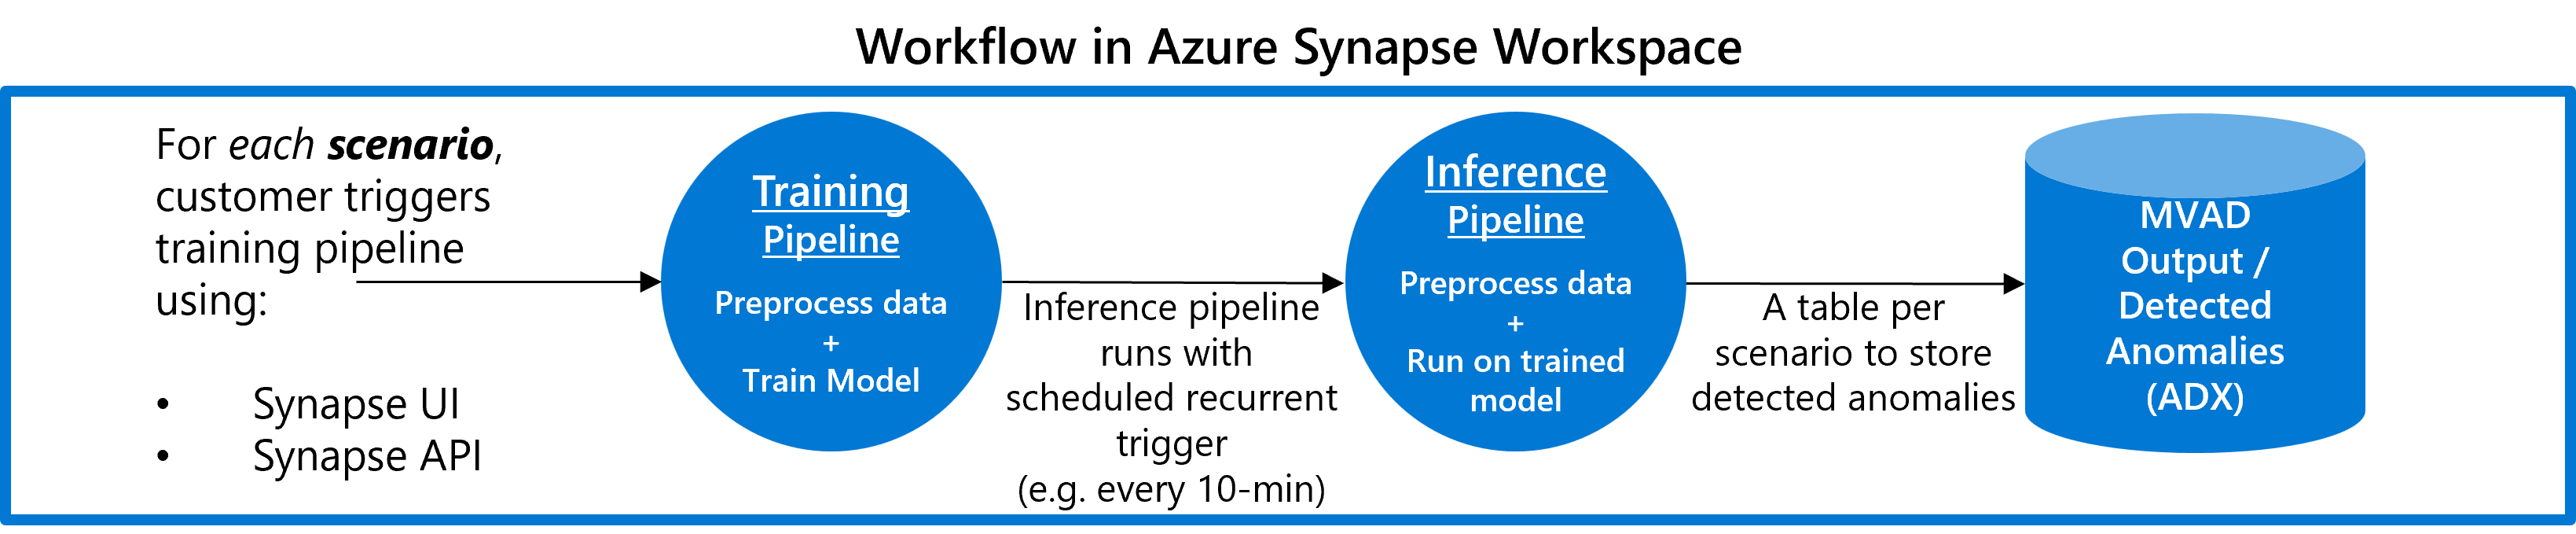 Workflow in Azure Synapse Workspace
For each scenario,
customer triggers
training pipeline
using:
• Synapse UI
• Synapse API
Training
Pipeline
Preprocess data
+
Train Model
Inference pipeline
runs with
scheduled recurrent
trigger
(e.g. every 10-min)
Inference
Pipeline
Preprocess data
+
Run on trained
model
A table per
scenario to store
detected anomalies
MVAD
Output /
Detected
Anomalies
(ADX)